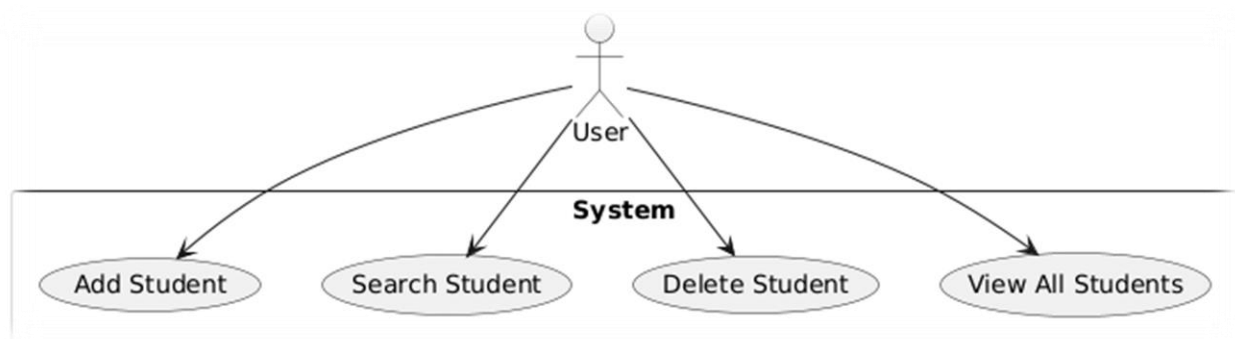 User
System
Add Student
Search Student
Delete Student
View All Students